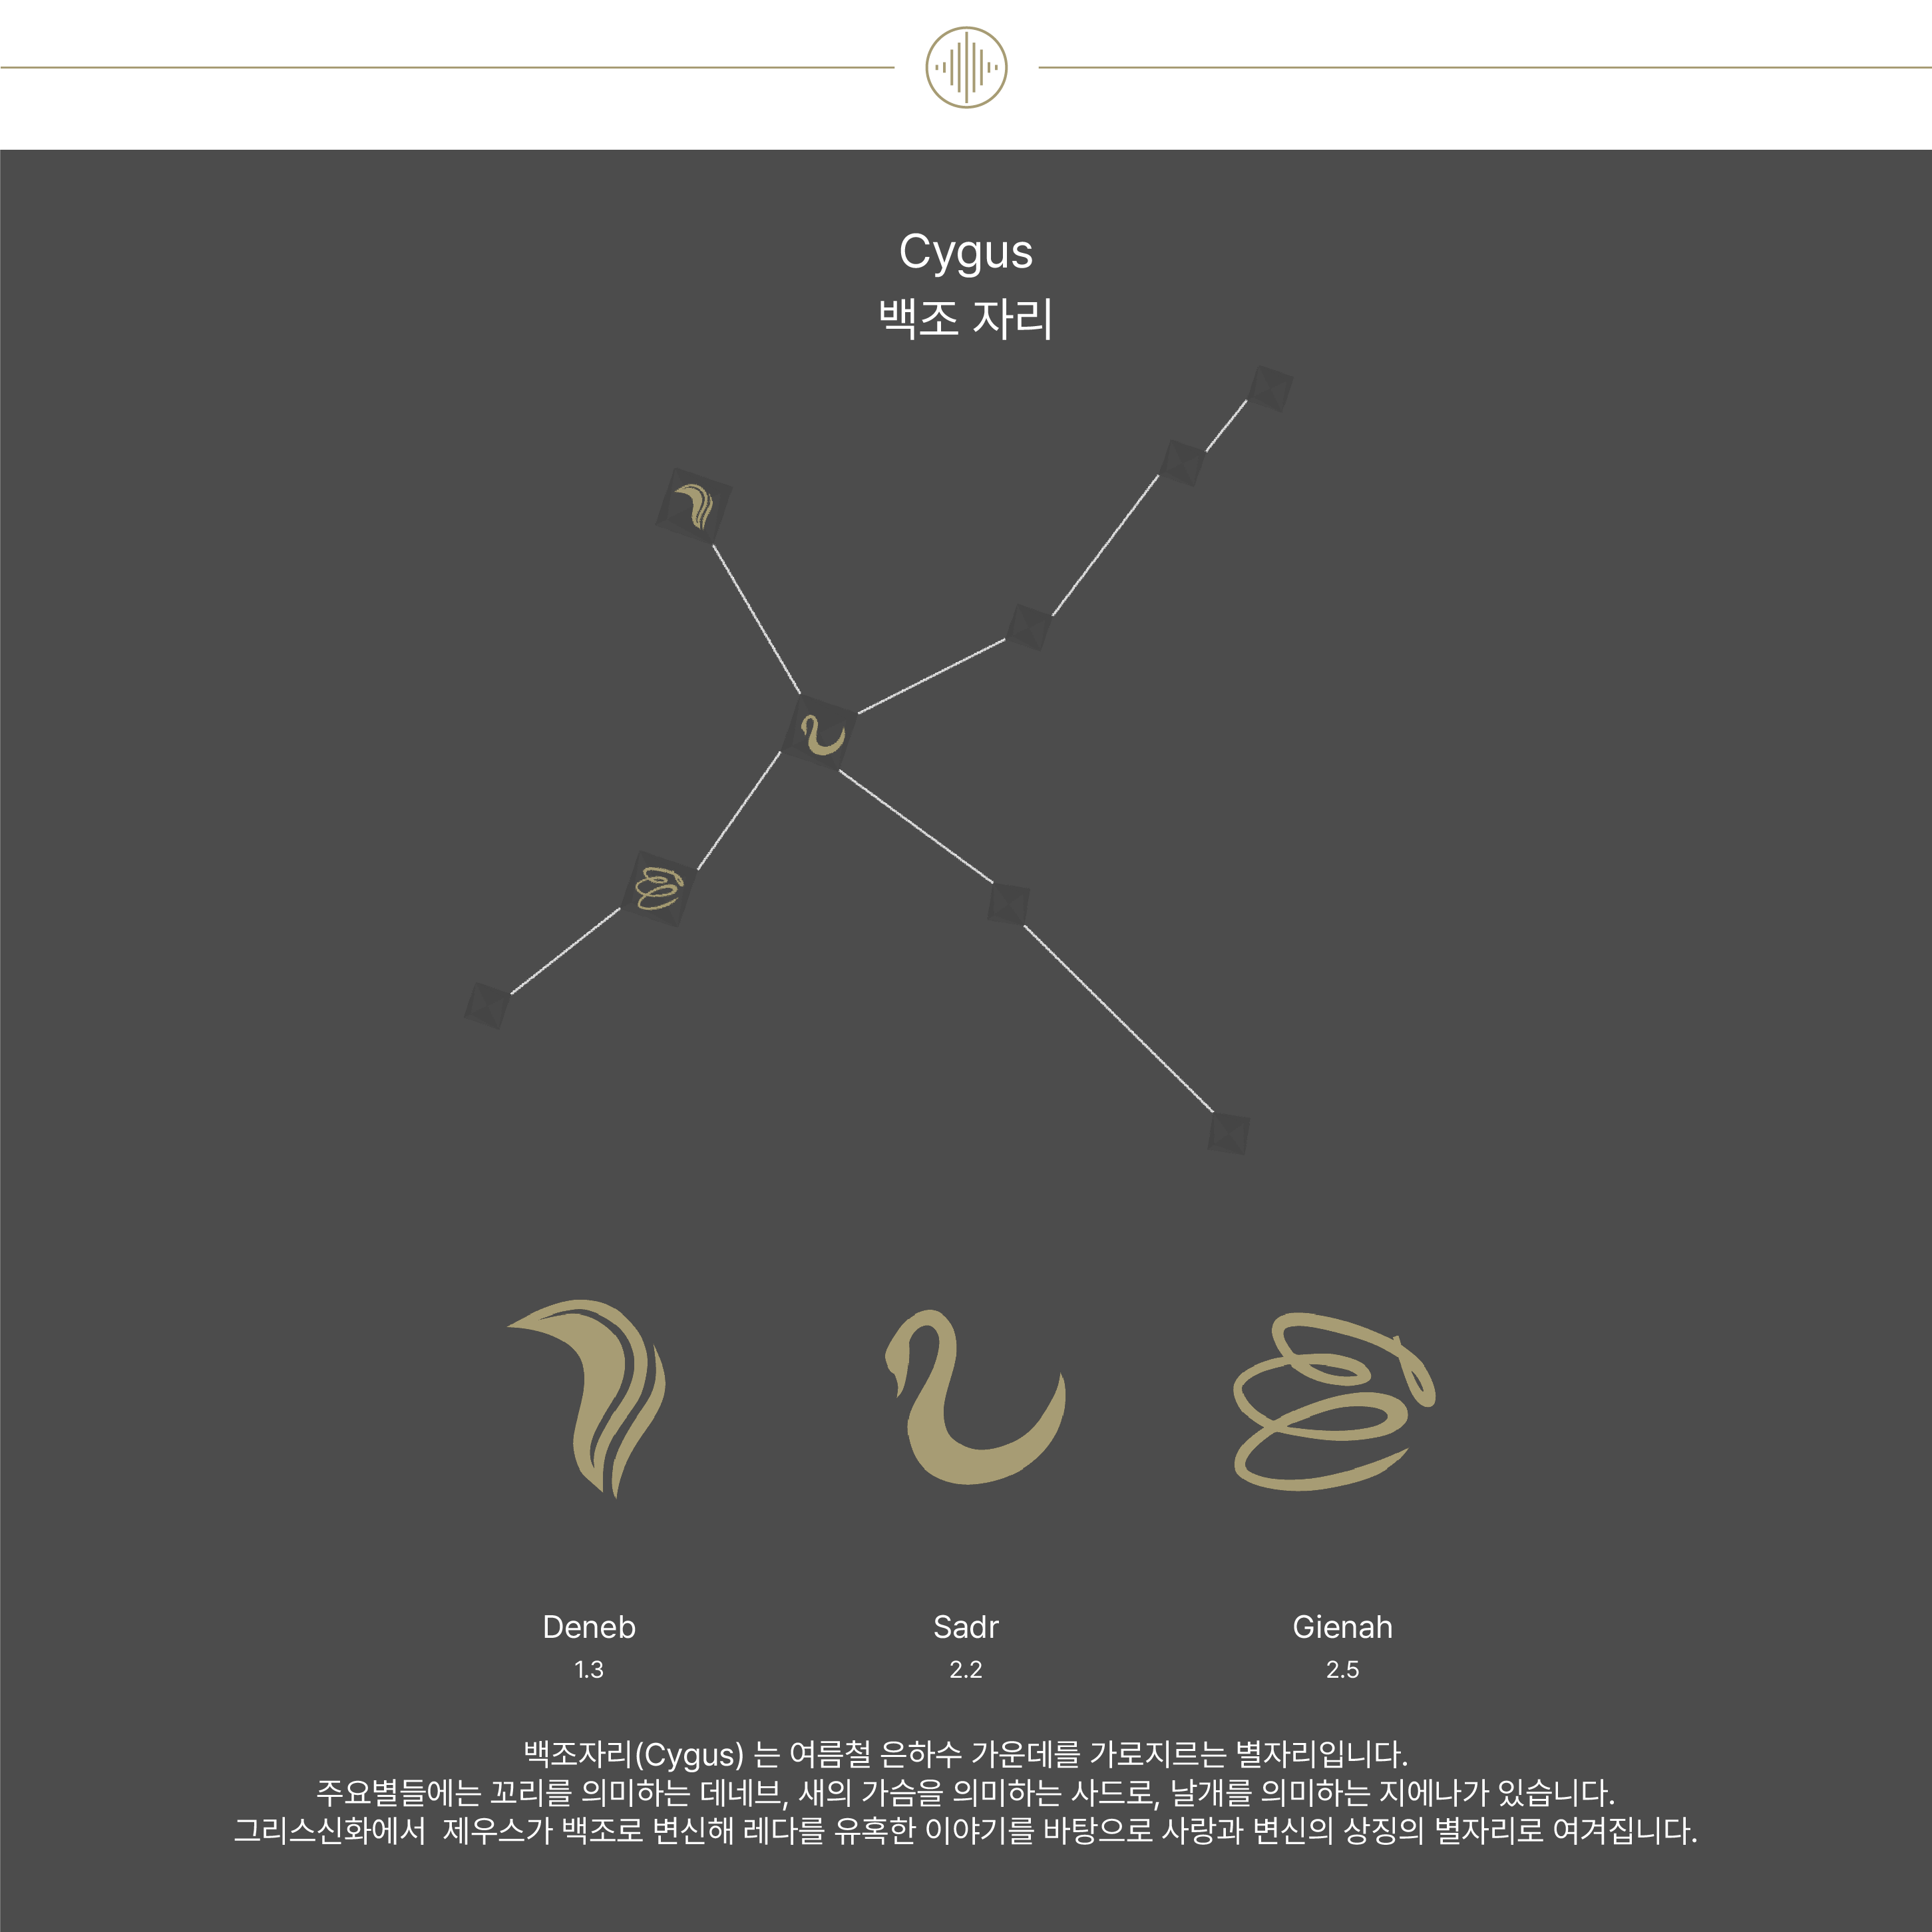 Cygus
백조 자리
Deneb
Sadr
Gienah
1.3
2.2
2.5
백조자리(Cygus) 는 여름철 은하수 가운데를 가로지르는 별자리입니다.
주요별들에는 꼬리를 의미하는 데네브, 새의 가슴을 의미하는 사드로, 날개를 의미하는 지에나가 있습니다.
그리스신화에서 제우스가 백조로 변신해 레다를 유혹한 이야기를 바탕으로 사랑과 변신의 상징의 별자리로 여겨집니다.